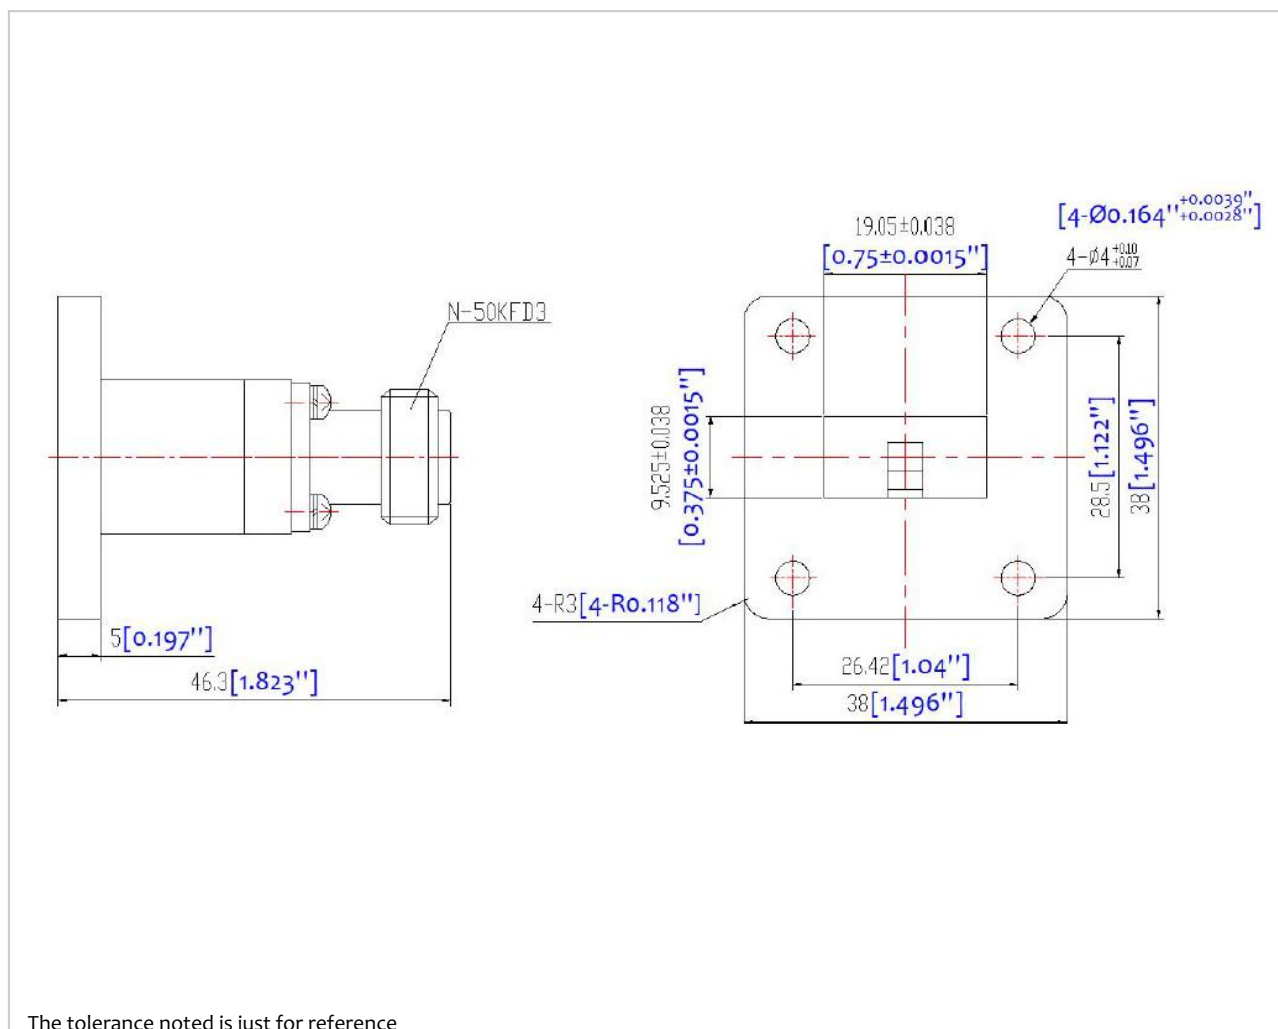 N-50KFD3
5[0.197"]
46.3[1.823"]
[4-Ø0.164"+0.0039" +0.0028"]
19.05±0.038
[0.75±0.0015"]
4-Ø4+0.10 +0.07
9.525±0.038
[0.375±0.0015"]
28.5[1.122"]
38[1.496"]
4-R3[4-R0.118"]
26.42[1.04"]
38[1.496"]
The tolerance noted is just for reference